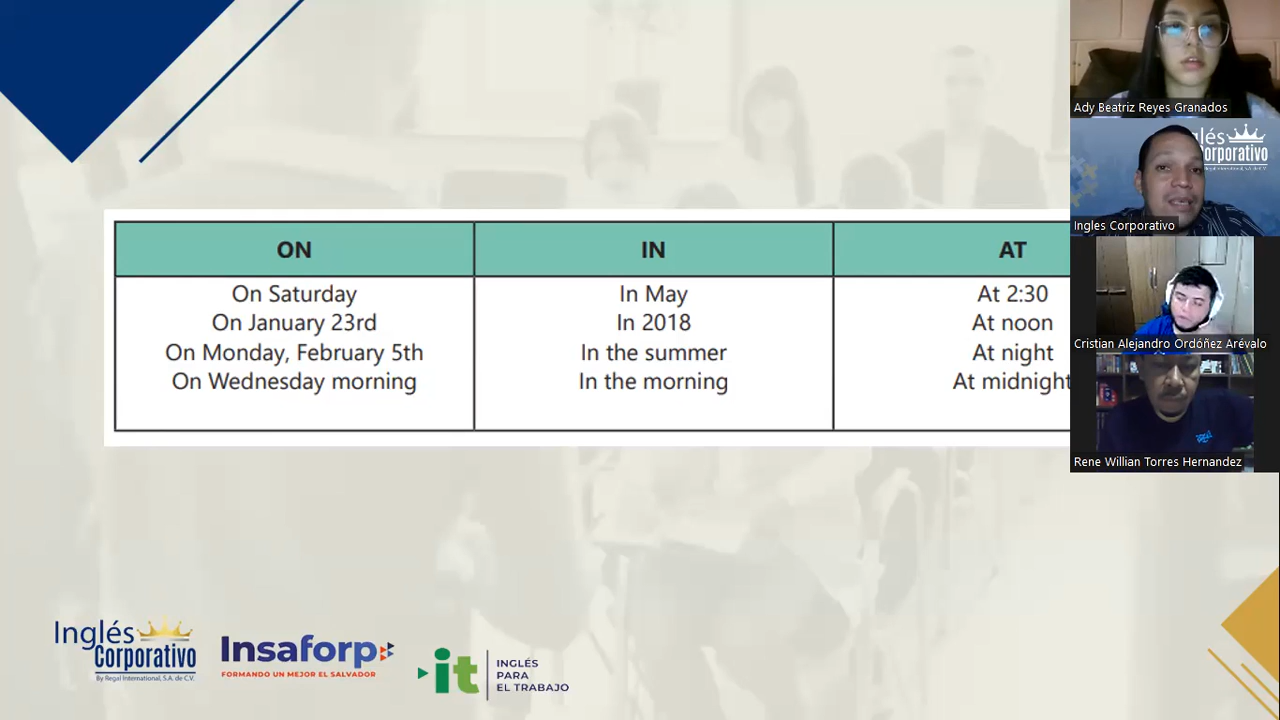 ON IN AT
On Saturday In May At 2:30
On January 23rd In 2018 At noon
On Monday, February 5th In the summer At night
On Wednesday morning In the morning At midnight
Ady Beatriz Reyes Granados
Inglés
Corporativo
Ingles Corporativo
Cristian Alejandro Ordóñez Arévalo
Rene Willian Torres Hernandez
Inglés
Corporativo
By Regal International, S.A. de C.V.
Insaforp
FORMANDO UN MEJOR EL SALVADOR
it
INGLÉS
PARA
EL TRABAJO